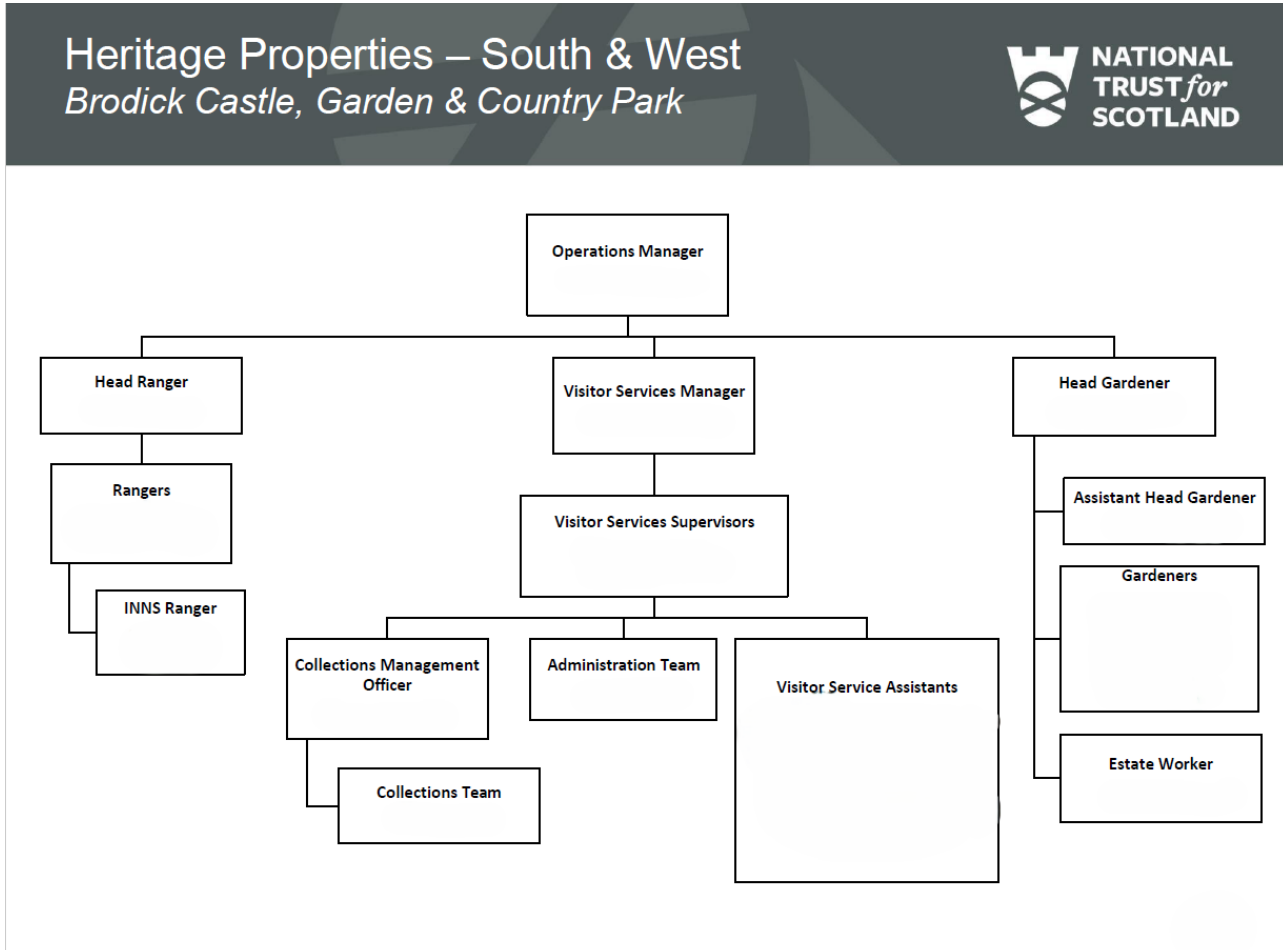 Heritage Properties – South & West
Brodick Castle, Garden & Country Park
NATIONAL
TRUST for
SCOTLAND
Operations Manager
Head Ranger
Visitor Services Manager
Head Gardener
Rangers
Visitor Services Supervisors
Assistant Head Gardener
Gardeners
INNS Ranger
Collections Management
Officer
Administration Team
Visitor Service Assistants
Estate Worker
Collections Team